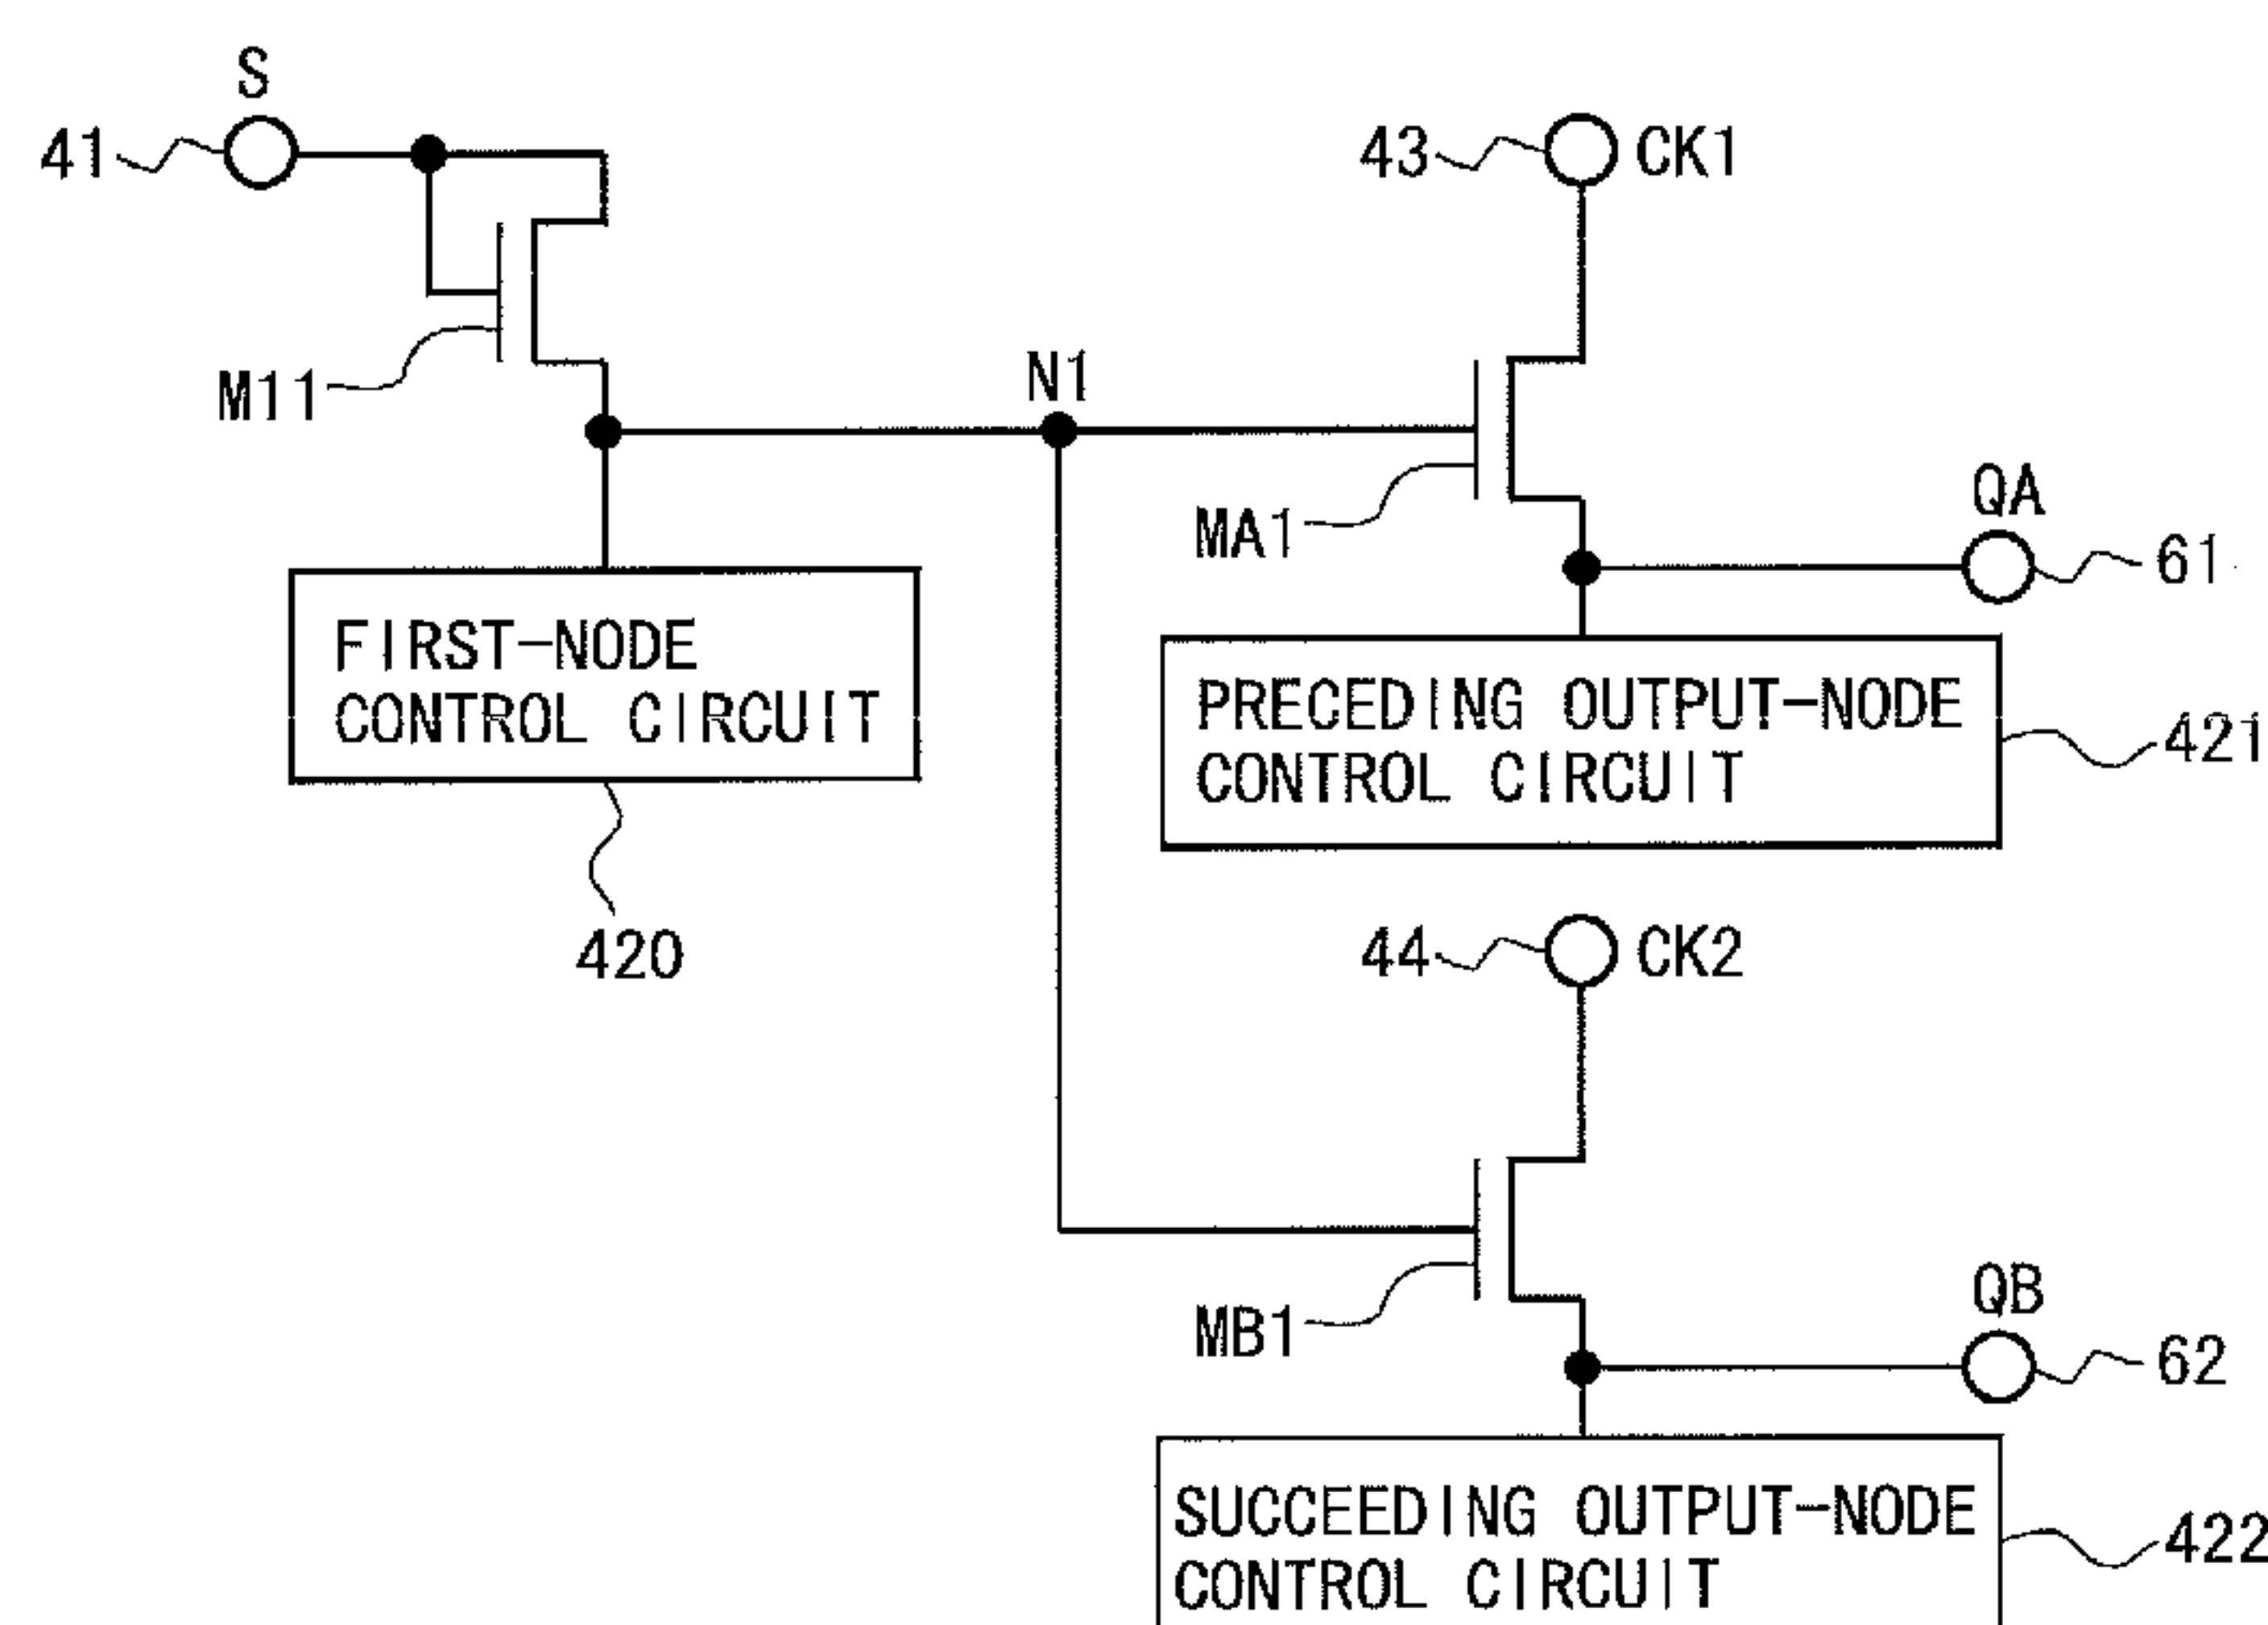 S
41
43
CK1
M11
N1
MA1
QA
61
FIRST-NODE
CONTROL CIRCUIT
420
PRECEDING OUTPUT-NODE
CONTROL CIRCUIT
421
44
CK2
MB1
QB
62
SUCCEEDING OUTPUT-NODE
CONTROL CIRCUIT
422